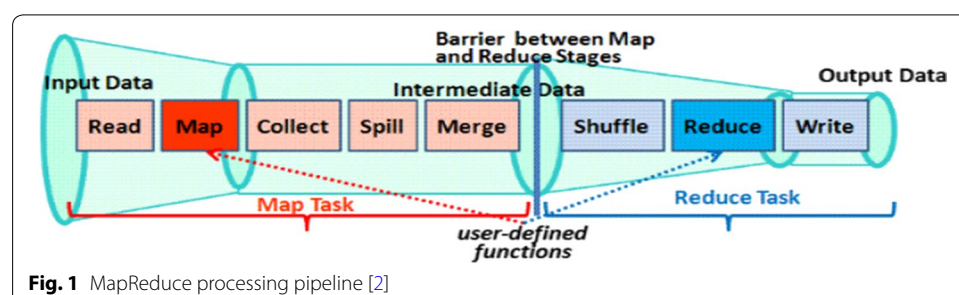 Barrier between Map
and Reduce Stages
Input Data
Intermediate Data
Output Data
Read
Map
Collect
Spill
Merge
Shuffle
Reduce
Write
Map Task
Reduce Task
user-defined
functions
Fig. 1 MapReduce processing pipeline [2]